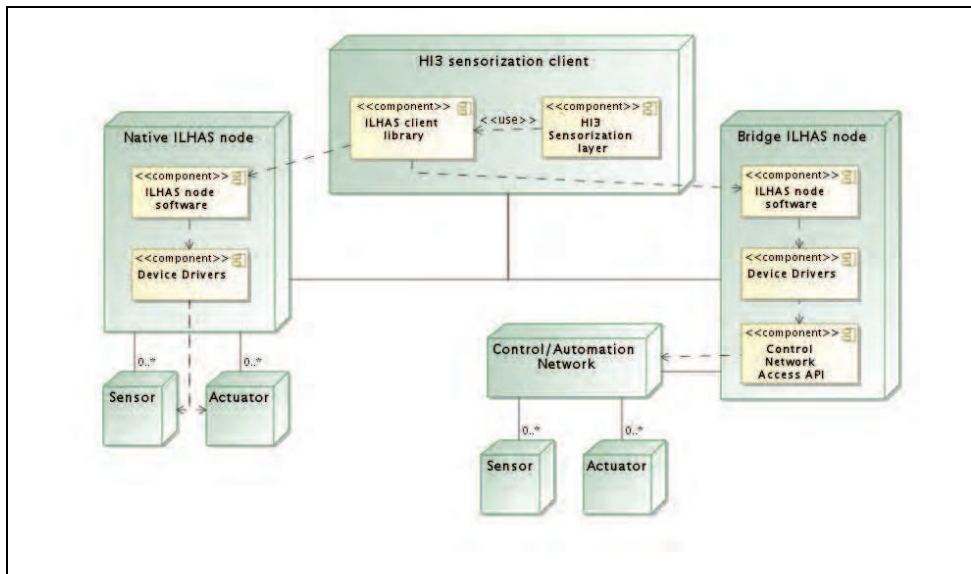 HI3 sensorization client
<<component>>
ILHAS client
library
<<use>>
<<component>>
HI3
Sensorization
layer
Native ILHAS node
<<component>>
ILHAS node
software
<<component>>
Device Drivers
0..*
0..*
Sensor
Actuator
Bridge ILHAS node
<<component>>
ILHAS node
software
<<component>>
Device Drivers
<<component>>
Control
Network
Access API
Control/Automation
Network
0..*
0..*
Sensor
Actuator